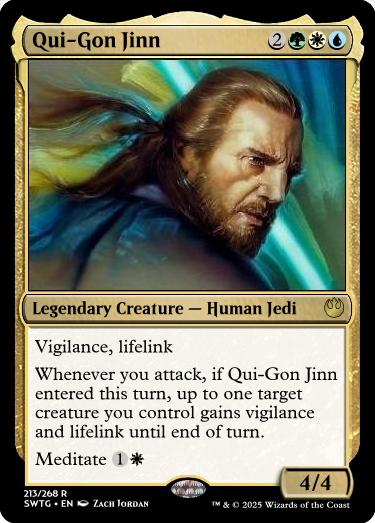 Qui-Gon Jinn 2
Legendary Creature — Human Jedi
Vigilance, lifelink
Whenever you attack, if Qui-Gon Jinn
entered this turn, up to one target
creature you control gains vigilance
and lifelink until end of turn.
Meditate 1
4/4
213/268 R
SWTG • EN Zach Jordan
™ & © 2025 Wizards of the Coast